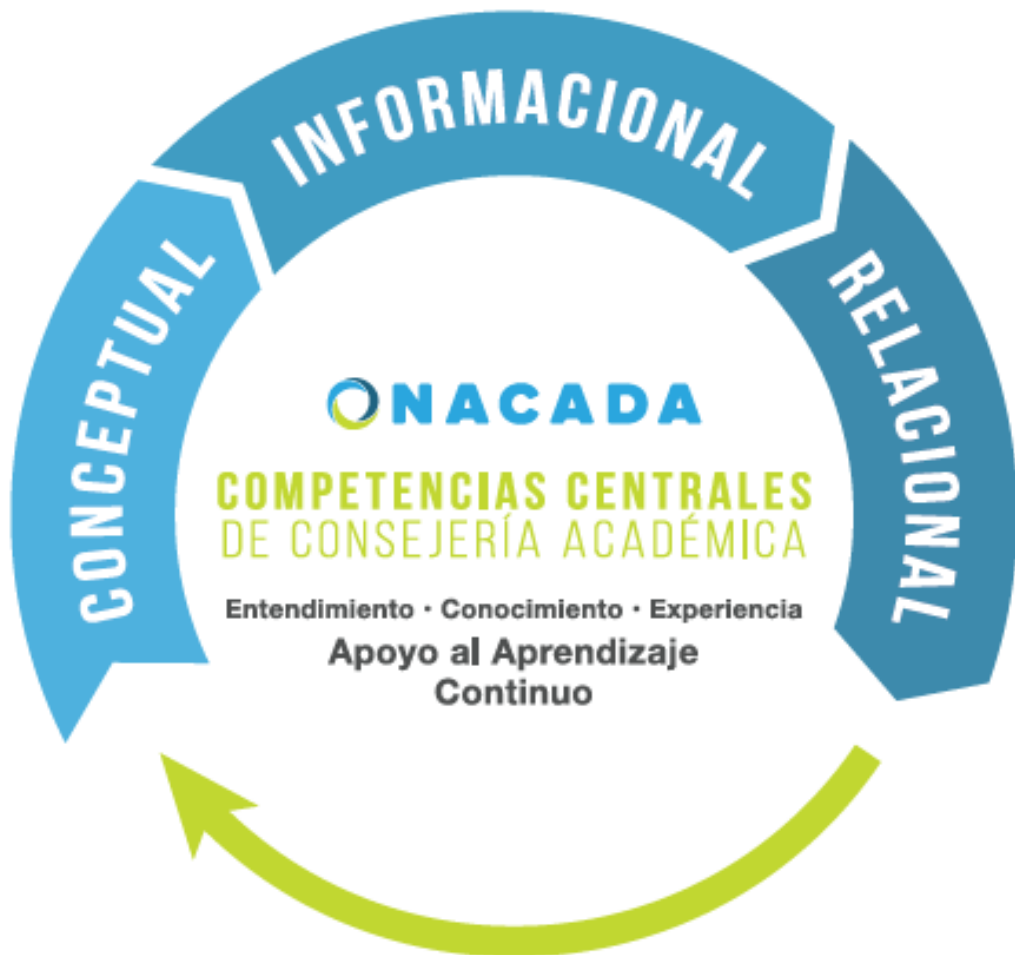 CONCEPTUAL
INFORMACIONAL
RELACIONAL
NACADA
COMPETENCIAS CENTRALES
DE CONSEJERÍA ACADÉMICA
Entendimiento · Conocimiento · Experiencia
Apoyo al Aprendizaje
Continuo